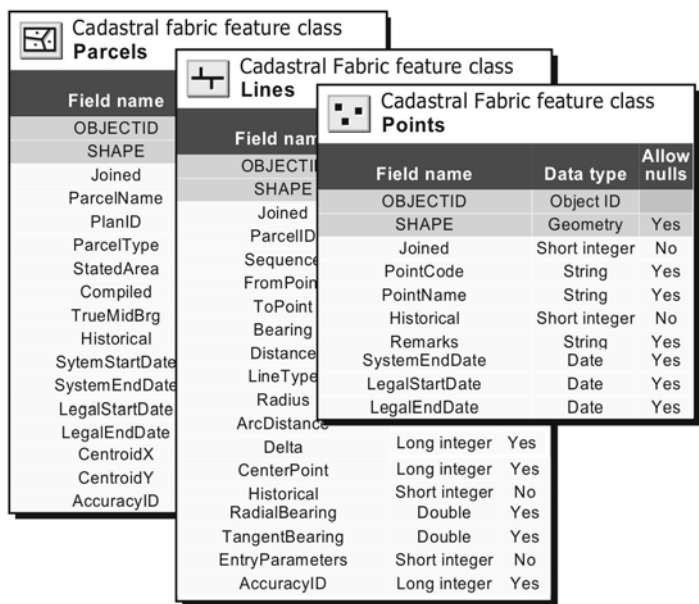 Cadastral Fabric feature class
Parcels
Field name
OBJECTID
SHAPE
Joined
ParcelName
PlanID
ParcelType
StatedArea
Compiled
TrueMidBrg
Historical
SytemStartDate
SystemEndDate
LegalStartDate
LegalEndDate
CentroidX
CentroidY
AccuracyID
Cadastral Fabric feature class
Lines
Field nam
OBJECTI
SHAPE
Joined
ParcelID
Sequence
FromPoin
ToPoint
Bearing
Distance
LineType
Radius
ArcDistance
Delta Long integer Yes
CenterPoint Long integer Yes
Historical Short integer No
RadialBearing Double Yes
TangentBearing Double Yes
EntryParameters Short integer No
AccuracyID Long integer Yes
Cadastral Fabric feature class
Points
Field name Data type Allow nulls
OBJECTID Object ID
SHAPE Geometry Yes
Joined Short integer No
PointCode String Yes
PointName String Yes
Historical Short integer No
Remarks String Yes
SystemEndDate Date Yes
LegalStartDate Date Yes
LegalEndDate Date Yes